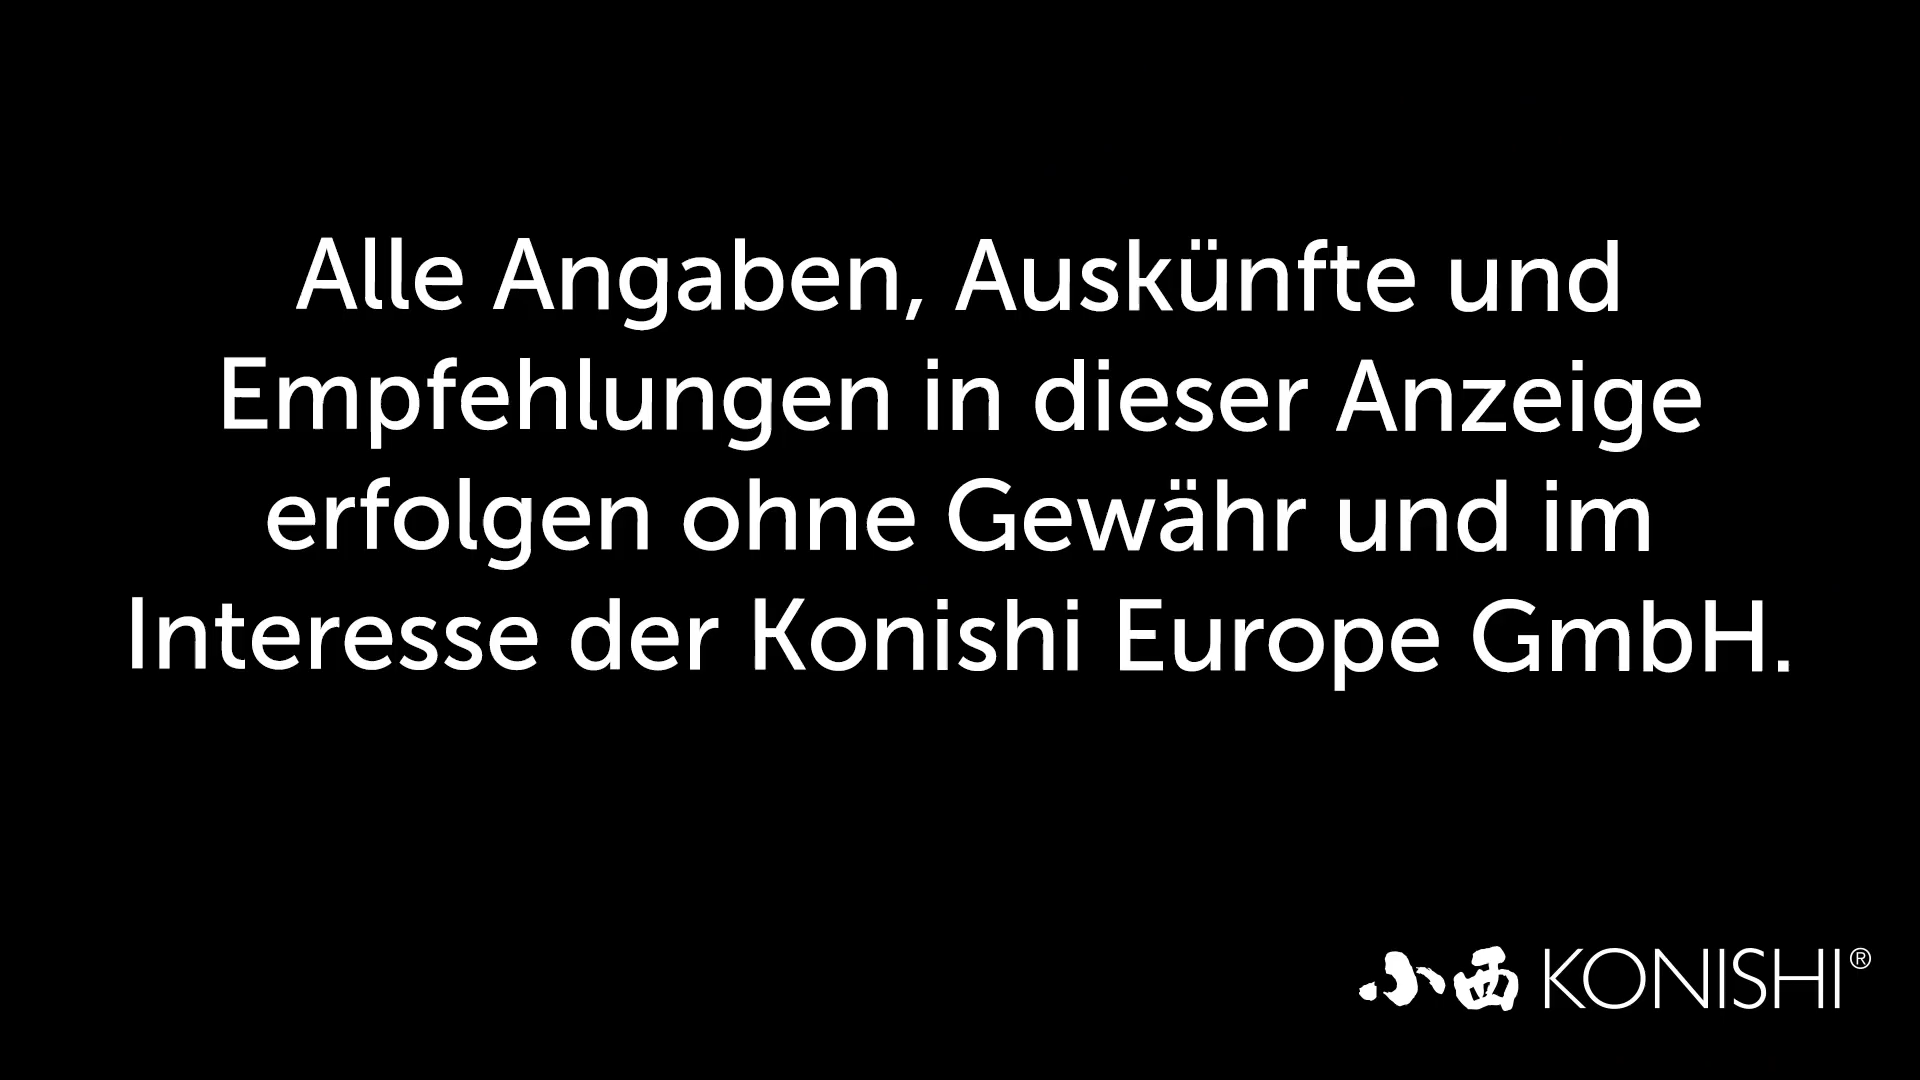 Alle Angaben, Auskünfte und
Empfehlungen in dieser Anzeige
erfolgen ohne Gewähr und im
Interesse der Konishi Europe GmbH.
小西 KONISHI®